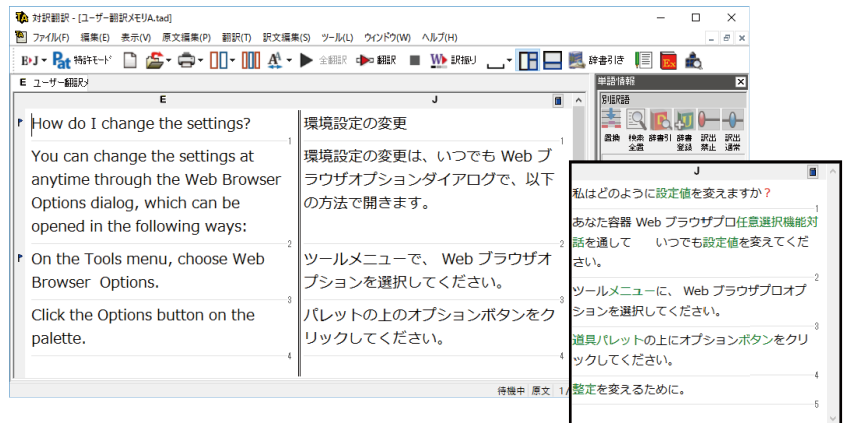 対訳翻訳 - [ユーザー翻訳メモリA.tad]
ファイル(F) 編集(E) 表示(V) 原文編集(P) 翻訳(T) 訳文編集(S) ツール(L) ウィンドウ(W) ヘルプ(H)
E›J Pat 特許モード 全翻訳 翻訳 訳振り 辞書引き
E ユーザー翻訳メ
単語情報
別訳語
置換 検索 辞書引 辞書 訳出 訳出
全置 登録 禁止 通常
E J
How do I change the settings?
1
You can change the settings at
anytime through the Web Browser
Options dialog, which can be
opened in the following ways:
2
On the Tools menu, choose Web
Browser Options.
3
Click the Options button on the
palette.
4
環境設定の変更
1
環境設定の変更は、いつでも Web ブ
ラウザオプションダイアログで、以下
の方法で開きます。
2
ツールメニューで、 Web ブラウザオ
プションを選択してください。
3
パレットの上のオプションボタンをク
リックしてください。
4
待機中 原文 1/
J
私はどのように設定値を変えますか？
1
あなた容器 Web ブラウザプロ任意選択機能対
話を通して いつでも設定値を変えてくだ
さい。
2
ツールメニューに、 Web ブラウザプロオプ
ションを選択してください。
3
道具パレットの上にオプションボタンをクリ
ックしてください。
4
整定を変えるために。
5